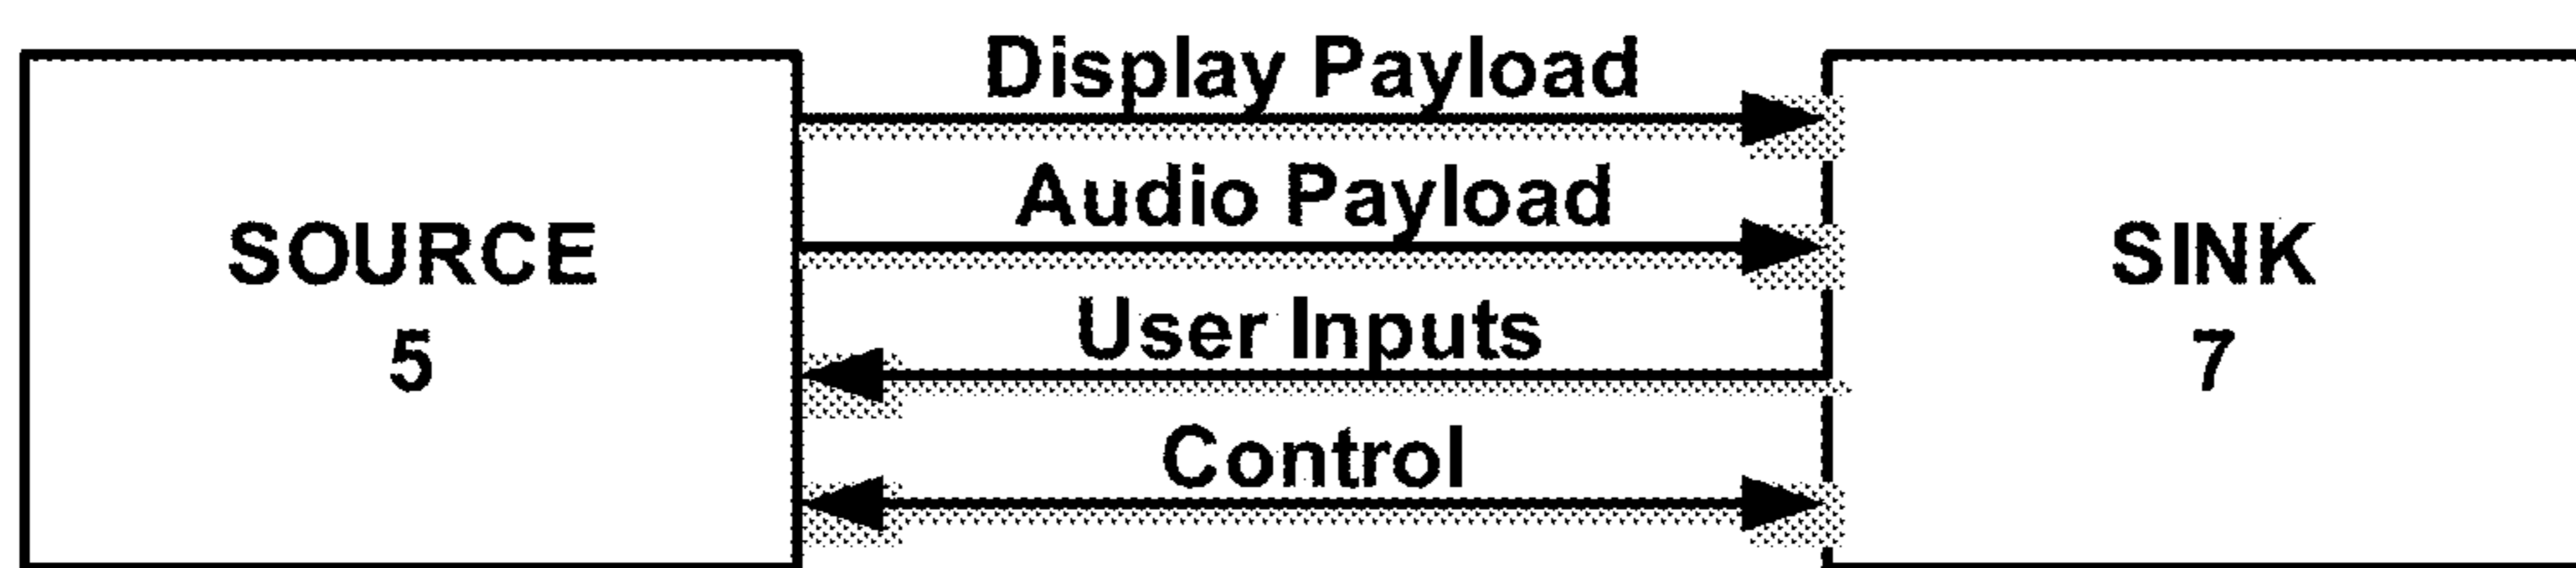 SOURCE
5
Display Payload
Audio Payload
User Inputs
Control
SINK
7